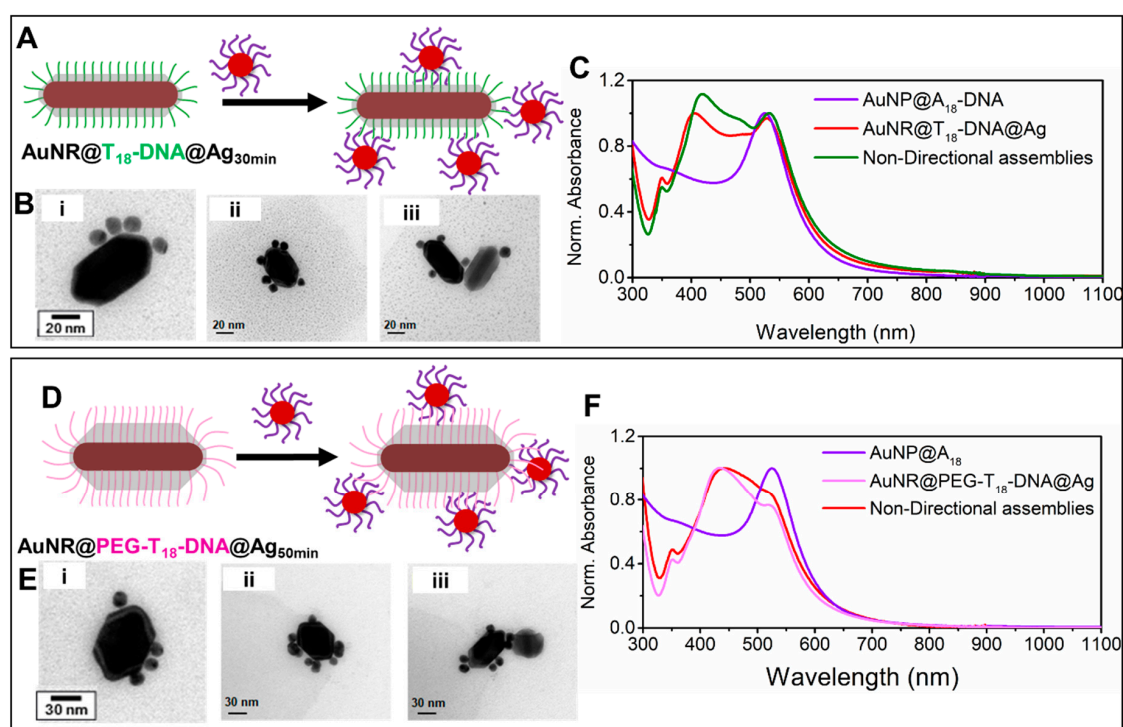 A
AuNR@T₁₈-DNA@Ag₃₀ₘᵢₙ
B
i
20 nm
ii
20 nm
iii
20 nm
C
AuNP@A₁₈-DNA
AuNR@T₁₈-DNA@Ag
Non-Directional assemblies
1.2
0.8
0.4
0.0
Norm. Absorbance
300 400 500 600 700 800 900 1000 1100
Wavelength (nm)
D
AuNR@PEG-T₁₈-DNA@Ag₅₀ₘᵢₙ
E
i
30 nm
ii
30 nm
iii
30 nm
F
AuNP@A₁₈
AuNR@PEG-T₁₈-DNA@Ag
Non-Directional assemblies
1.2
0.8
0.4
0.0
Norm. Absorbance
300 400 500 600 700 800 900 1000 1100
Wavelength (nm)